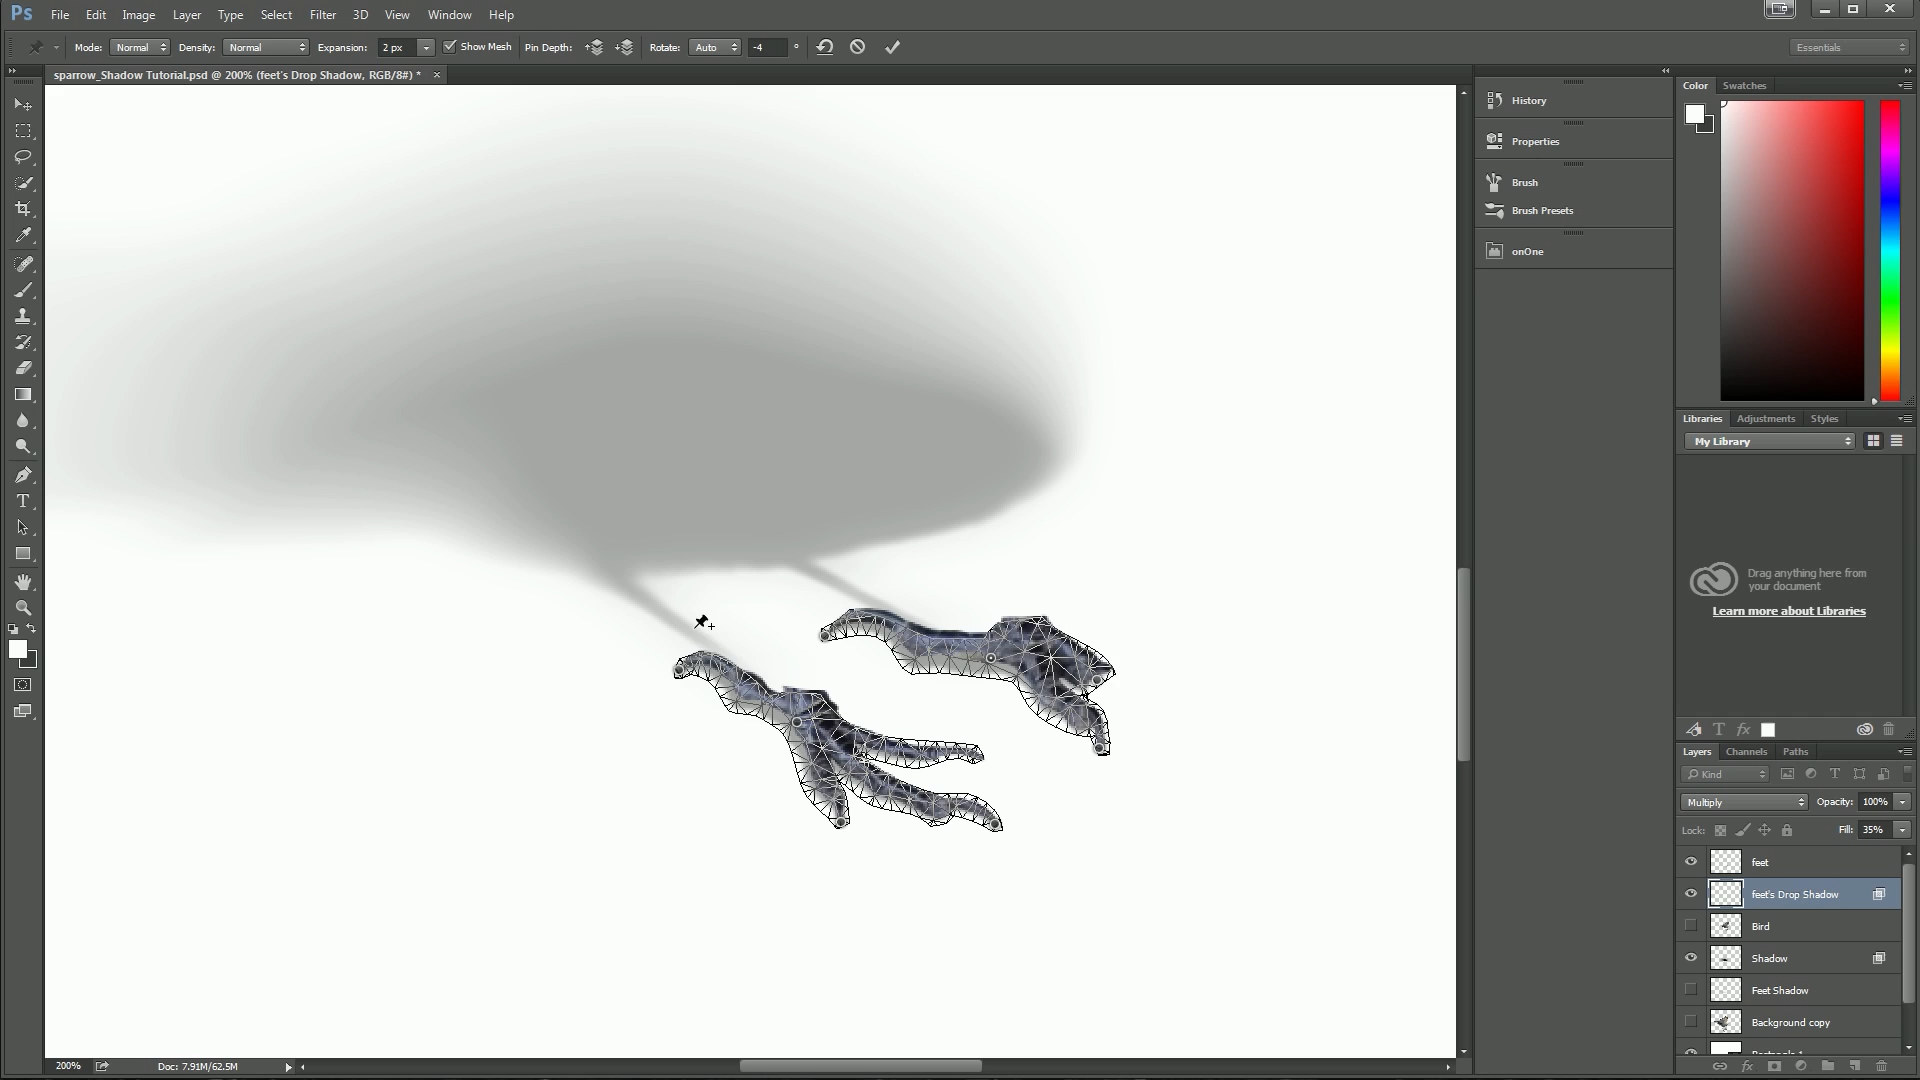 Ps File Edit Image Layer Type Select Filter 3D View Window Help
Mode: Normal Density: Normal Expansion: 2 px Show Mesh Pin Depth: Rotate: Auto -4 ° Essentials
sparrow_Shadow Tutorial.psd @ 200% (feet's Drop Shadow, RGB/8#) * ×
History
Properties
Brush
Brush Presets
onOne
Color Swatches
Libraries Adjustments Styles
My Library
Drag anything here from
your document
Learn more about Libraries
Layers Channels Paths
Kind
Multiply Opacity: 100%
Lock: Fill: 35%
feet
feet's Drop Shadow
Bird
Shadow
Feet Shadow
Background copy
Rectangle 1
200% Doc: 7.91M/62.5M